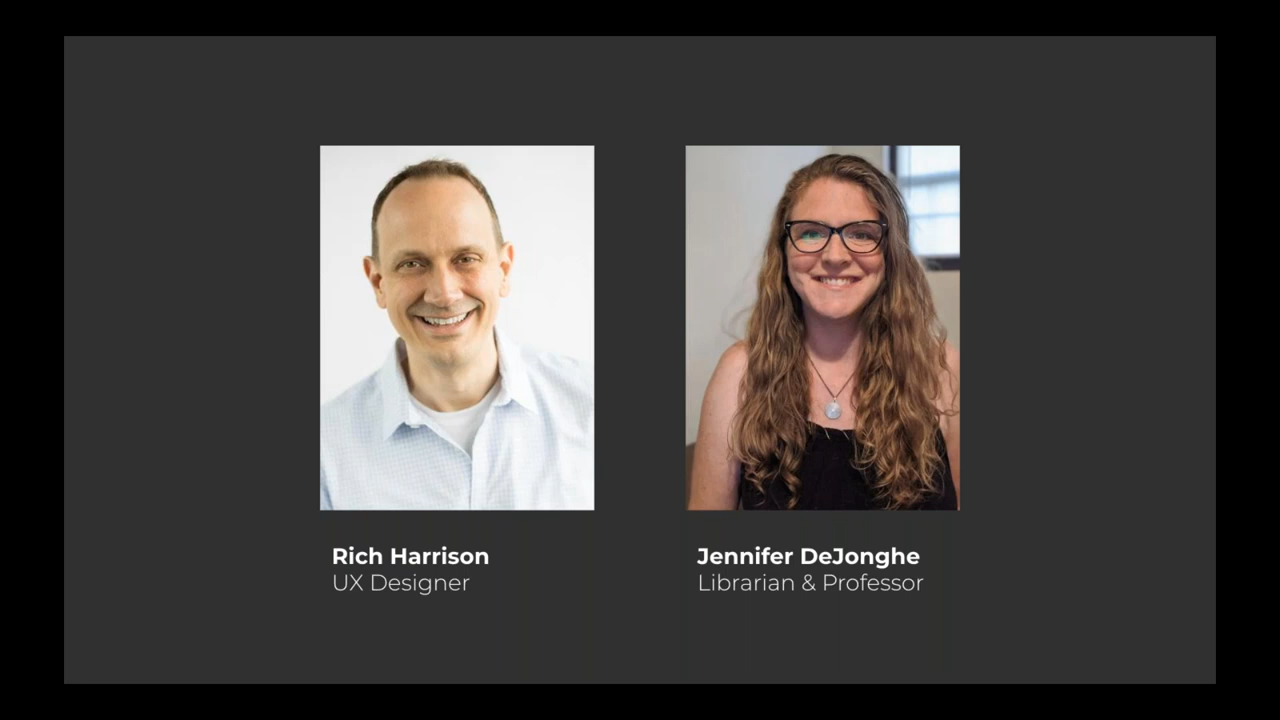 Rich Harrison
UX Designer
Jennifer DeJonghe
Librarian & Professor